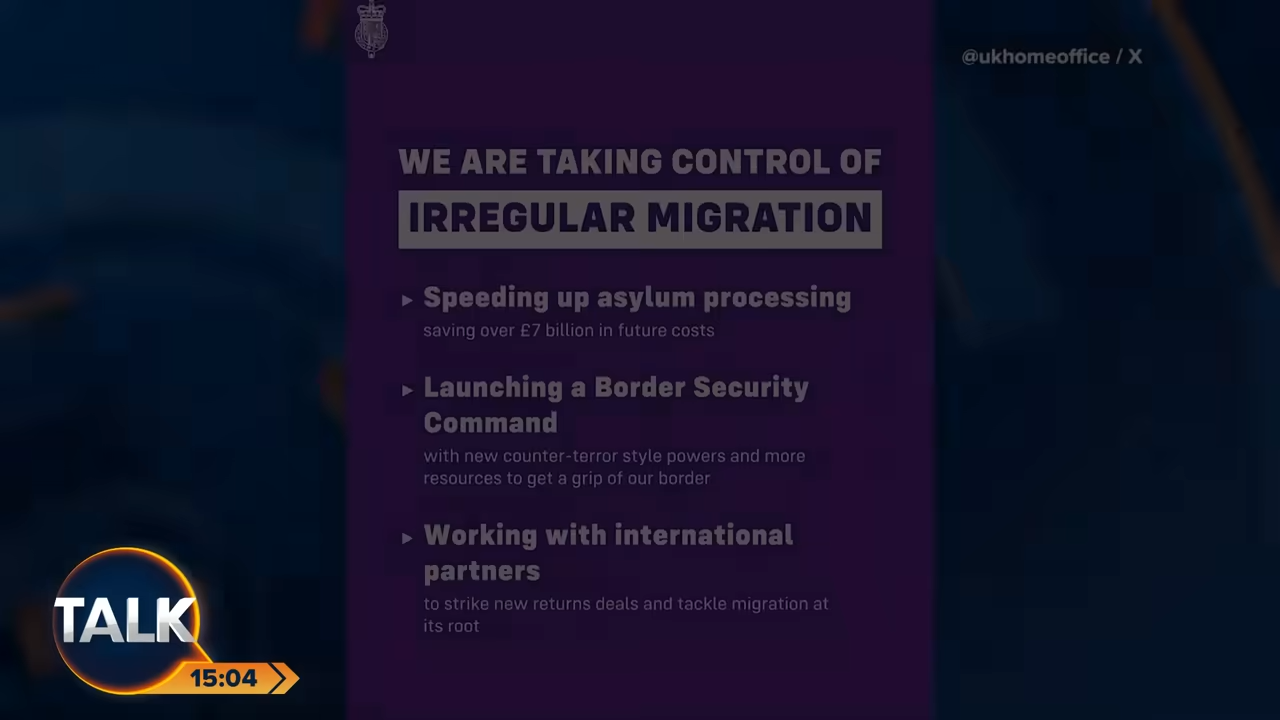 @ukhomeoffice / X
WE ARE TAKING CONTROL OF
IRREGULAR MIGRATION
Speeding up asylum processing
saving over £7 billion in future costs
Launching a Border Security
Command
with new counter-terror style powers and more
resources to get a grip of our border
Working with international
partners
to strike new returns deals and tackle migration at
its root
TALK
15:04